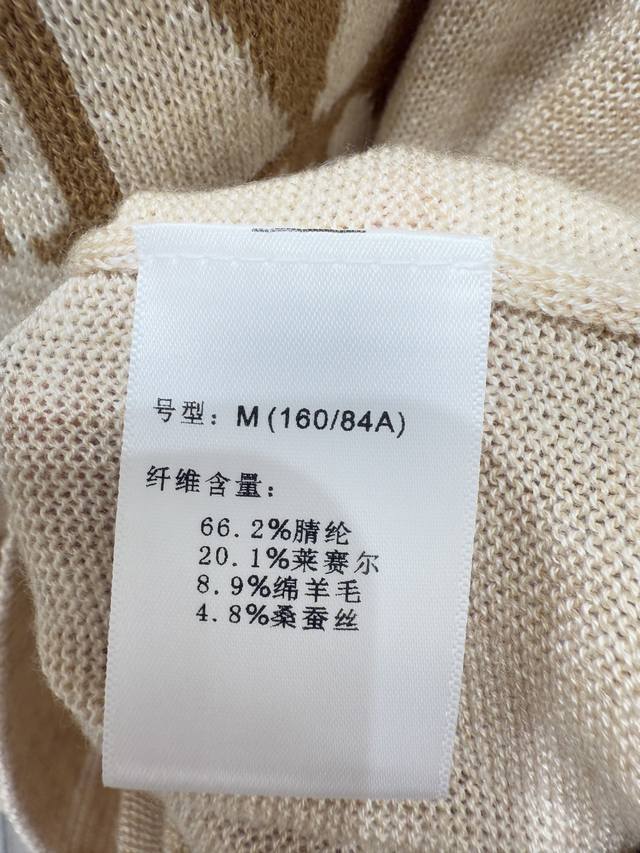 号型：M(160/84A)
纤维含量：
66.2%腈纶
20.1%莱赛尔
8.9%绵羊毛
4.8%桑蚕丝